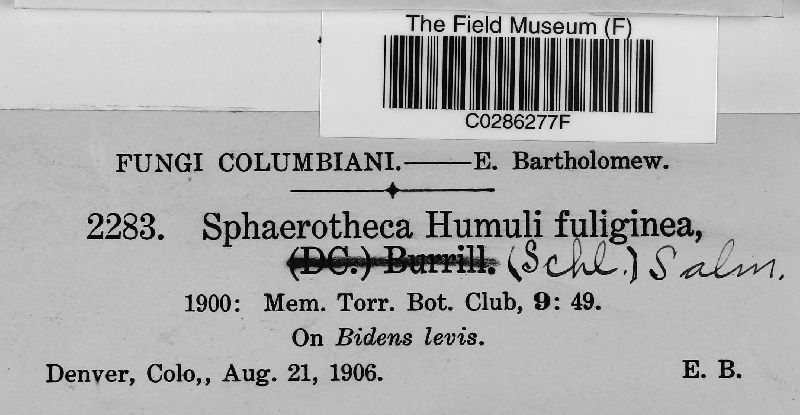 The Field Museum (F)
C0286277F
FUNGI COLUMBIANI.——E. Bartholomew.
2283. Sphaerotheca Humuli fuliginea,
(DC.) Burrill. (Schl.) Salm.
1900: Mem. Torr. Bot. Club, 9: 49.
On Bidens levis.
Denver, Colo,, Aug. 21, 1906. E. B.